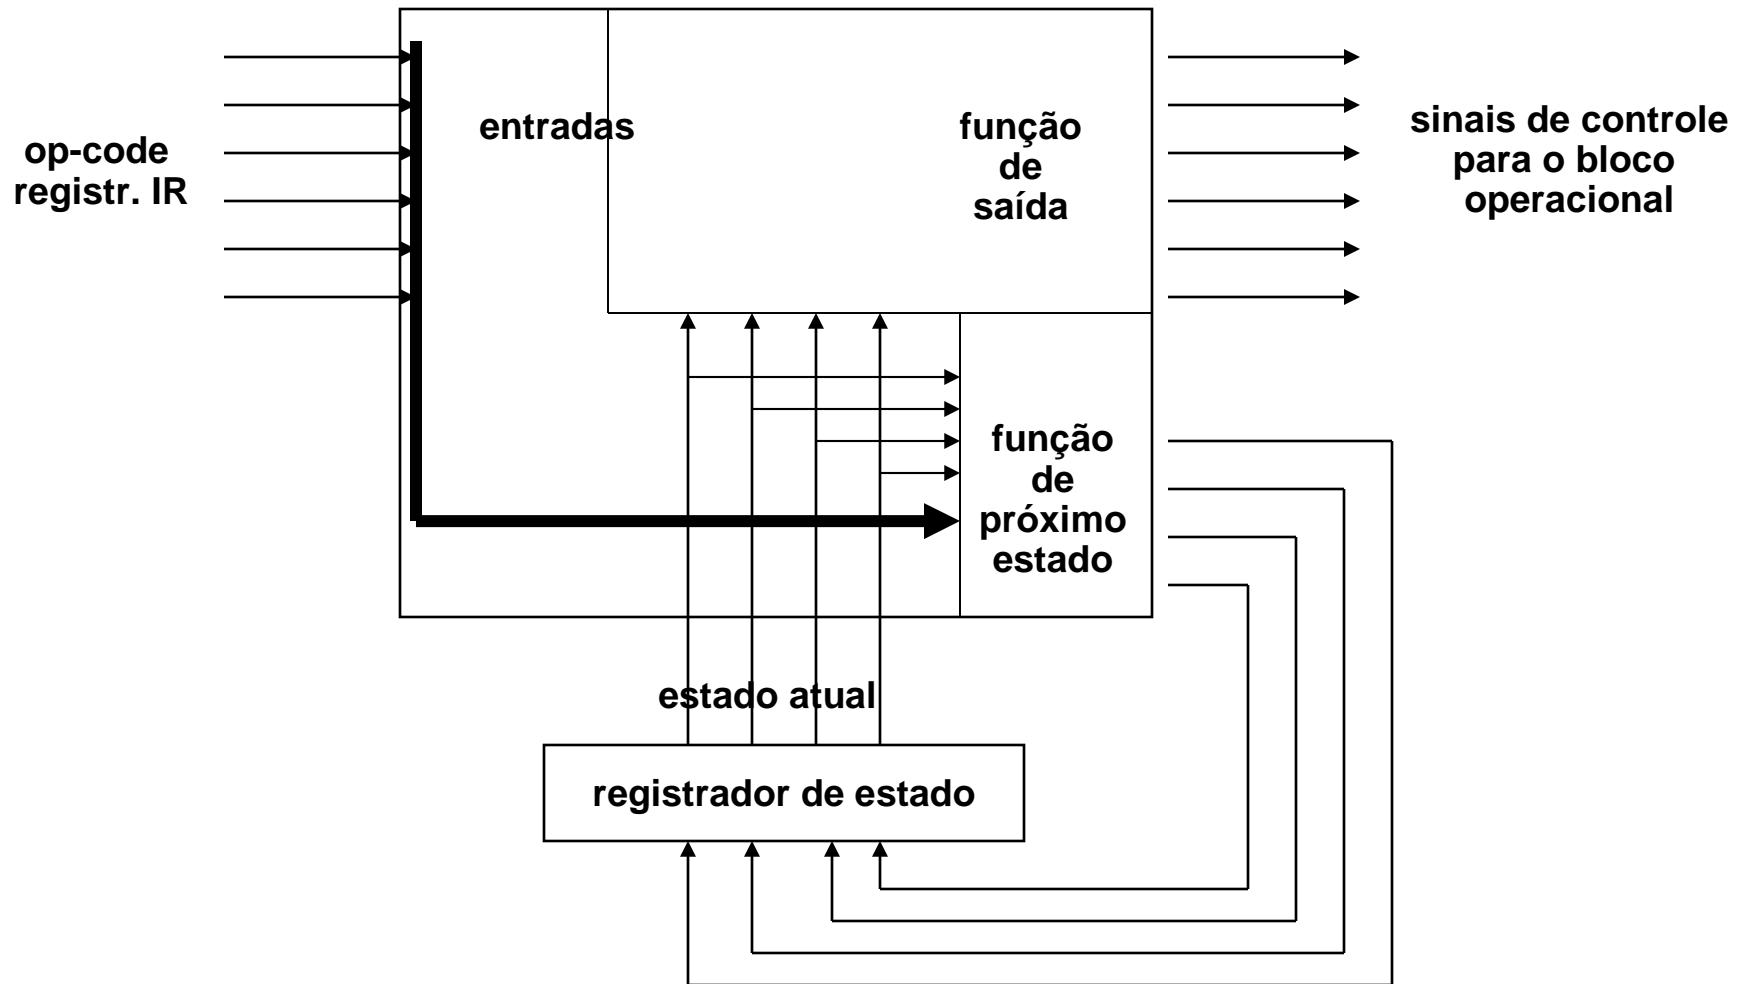 op-code
registr. IR
entradas
função
de
saída
sinais de controle
para o bloco
operacional
função
de
próximo
estado
estado atual
registrador de estado